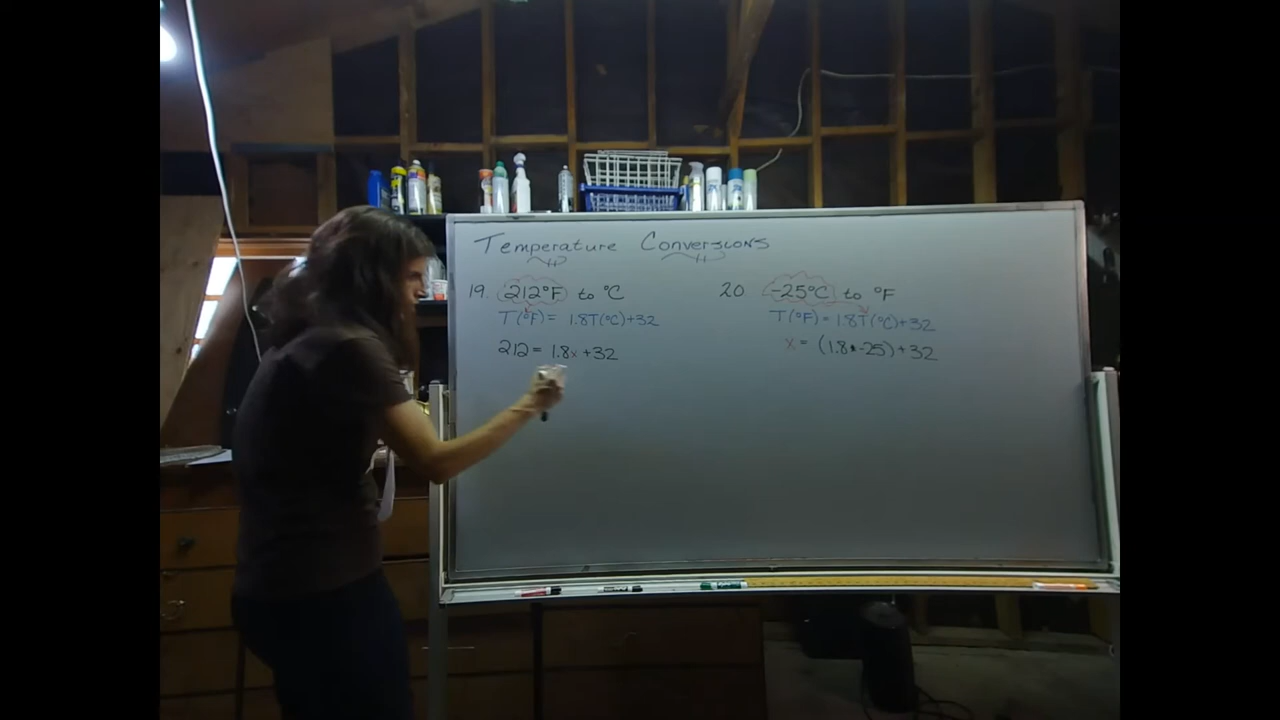 Temperature Conversions
19. 212°F to °C
T(°F) = 1.8T(°C)+32
212 = 1.8x +32
20 -25°C to °F
T(°F) = 1.8T(°C)+32
x = (1.8•-25)+32